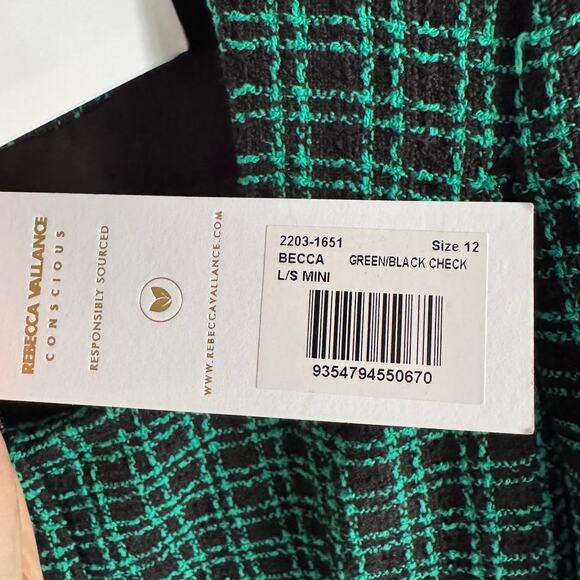 REBECCA VALLANCE
CONSCIOUS
RESPONSIBLY SOURCED
WWW.REBECCAVALLANCE.COM
2203-1651 Size 12
BECCA GREEN/BLACK CHECK
L/S MINI
9354794550670